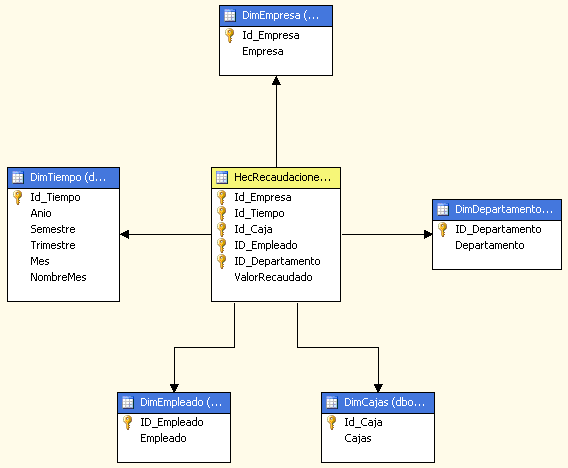 DimEmpresa (...
Id_Empresa
Empresa
DimTiempo (d...
Id_Tiempo
Anio
Semestre
Trimestre
Mes
NombreMes
HecRecaudacione...
Id_Empresa
Id_Tiempo
Id_Caja
ID_Empleado
ID_Departamento
ValorRecaudado
DimDepartamento...
ID_Departamento
Departamento
DimEmpleado (...
ID_Empleado
Empleado
DimCajas (dbo...
Id_Caja
Cajas